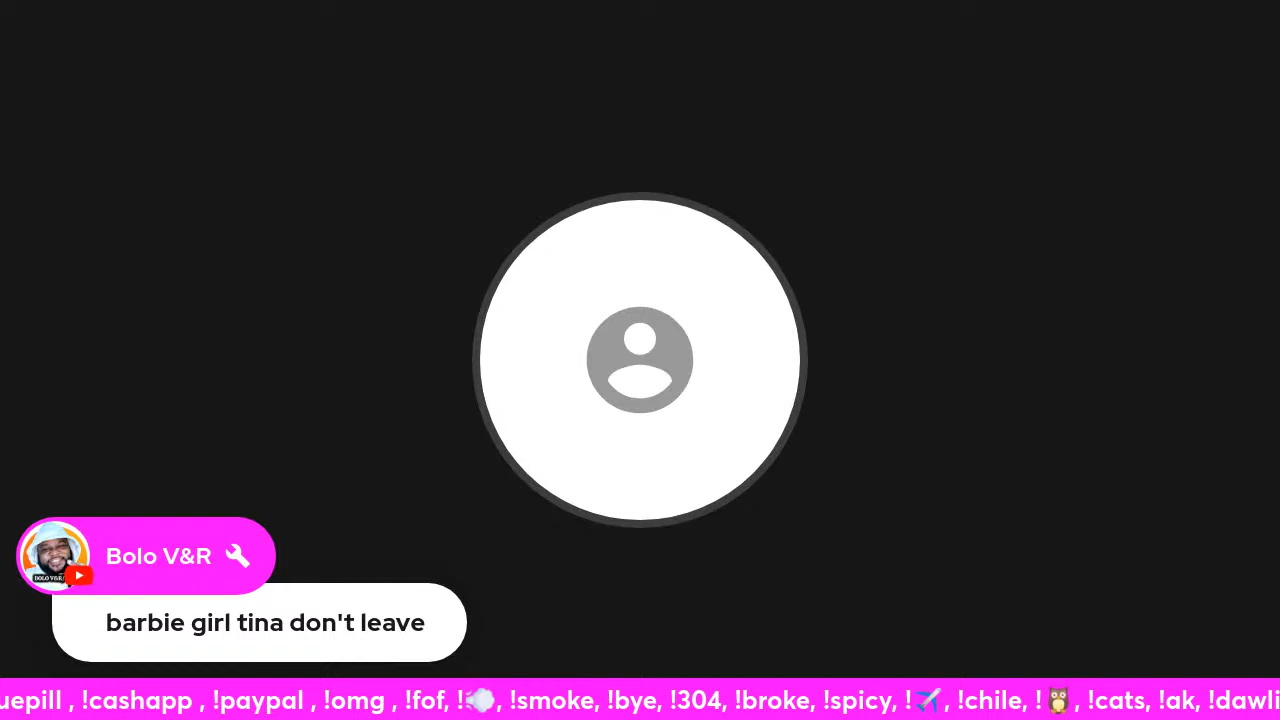 Bolo V&R
BOLO V&R
barbie girl tina don't leave
uepill , !cashapp , !paypal , !omg , !fof, !💨, !smoke, !bye, !304, !broke, !spicy, !✈️, !chile, !🦉, !cats, !ak, !dawli